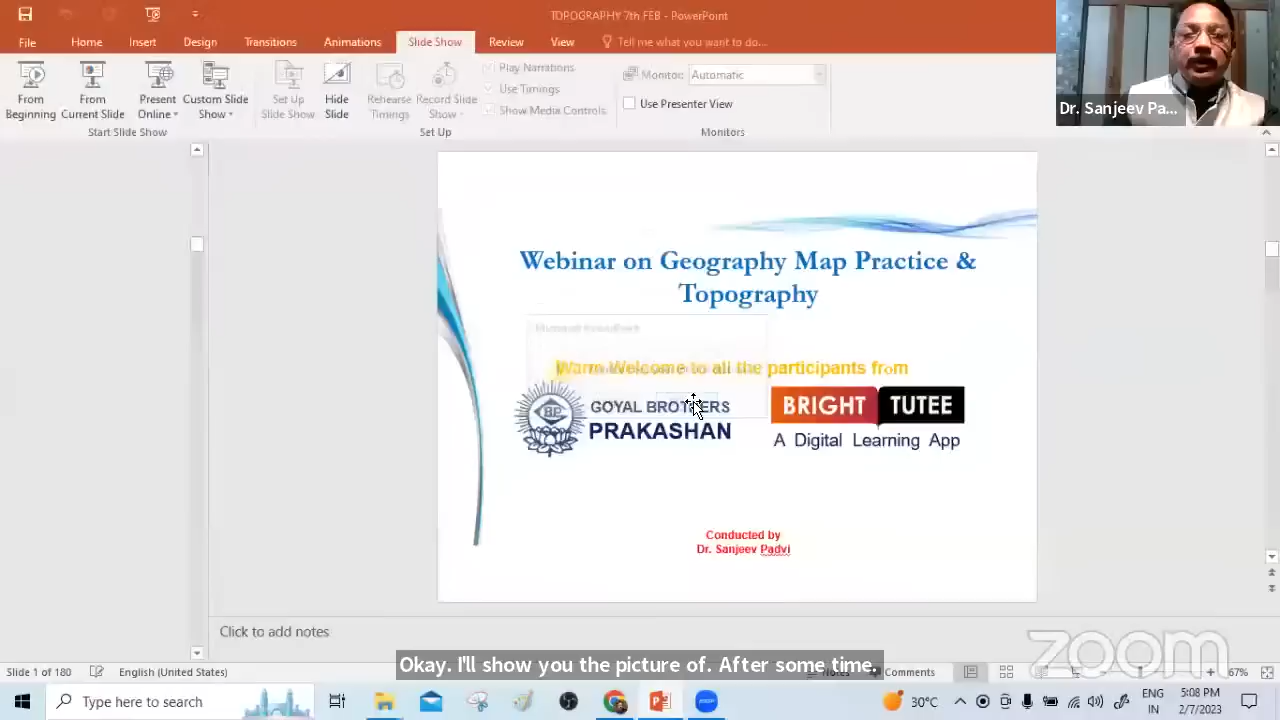 TOPOGRAPHY 7th FEB - PowerPoint
File Home Insert Design Transitions Animations Slide Show Review View Tell me what you want to do...
From Beginning
From Current Slide
Present Online
Custom Slide Show
Start Slide Show
Set Up Slide Show
Hide Slide
Rehearse Timings
Record Slide Show
Play Narrations
Use Timings
Show Media Controls
Set Up
Monitor: Automatic
Use Presenter View
Monitors
Dr. Sanjeev Pa...
Webinar on Geography Map Practice &
Topography
Warm Welcome to all the participants from
BP
GOYAL BROTHERS
PRAKASHAN
BRIGHT TUTEE
A Digital Learning App
Conducted by
Dr. Sanjeev Padvi
Click to add notes
zoom
Okay. I'll show you the picture of. After some time.
Slide 1 of 180 English (United States) Notes Comments 67%
Type here to search
30°C
ENG
IN
5:08 PM
2/7/2023